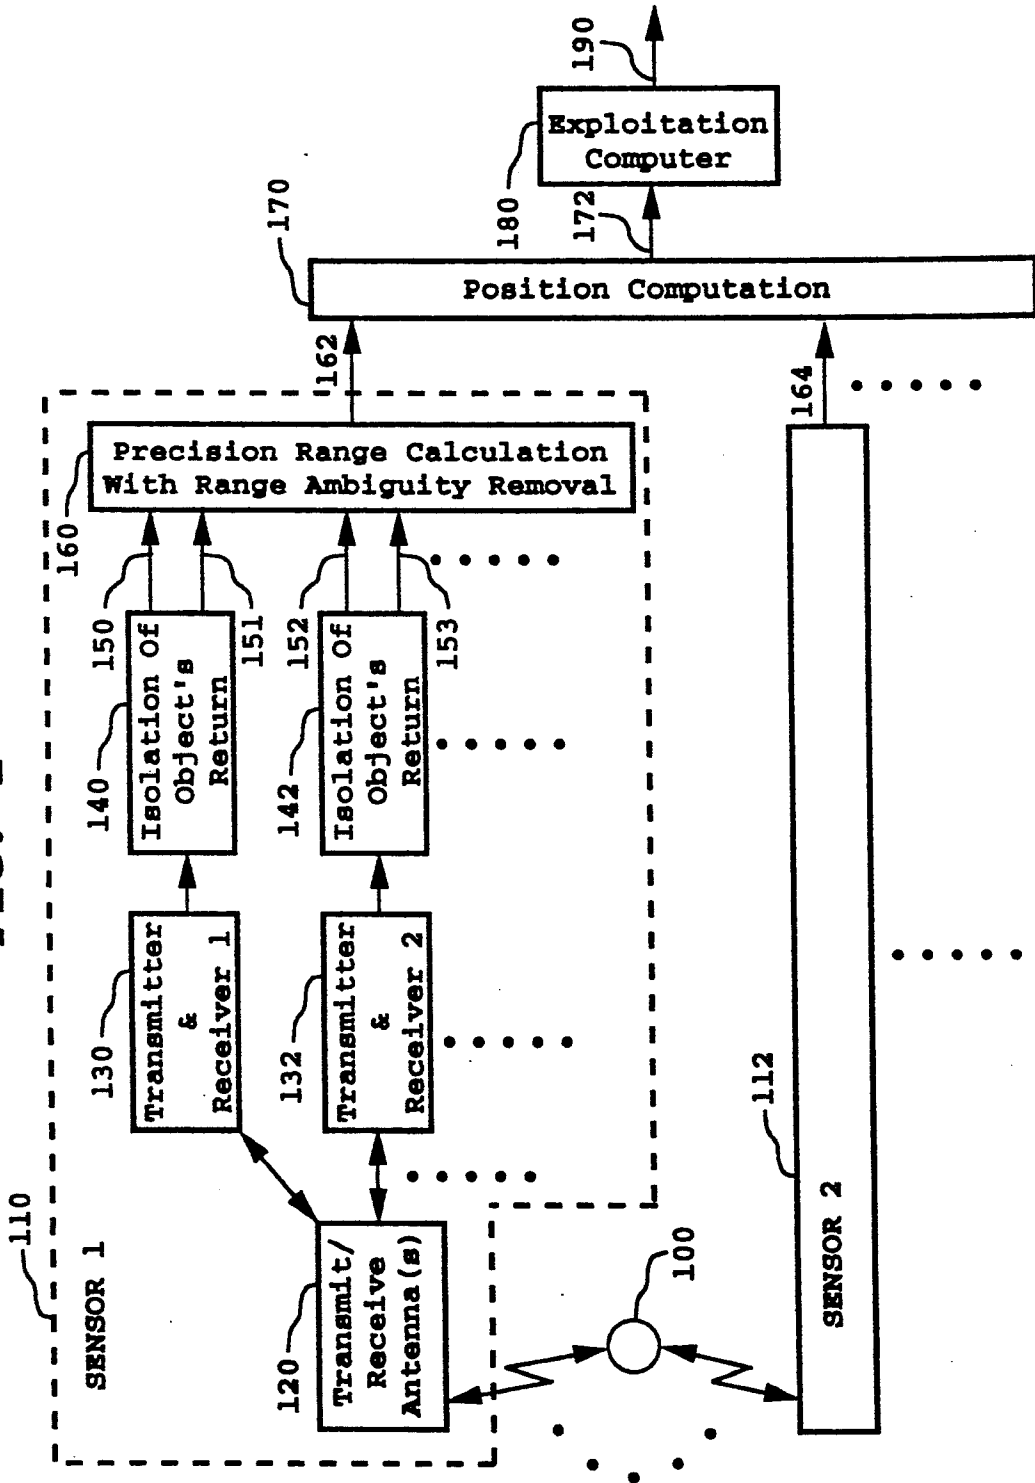 110
SENSOR 1
120
Transmit/
Receive
Antenna(s)
130
Transmitter
&
Receiver 1
132
Transmitter
&
Receiver 2
140
Isolation Of
Object's
Return
142
Isolation Of
Object's
Return
150
151
152
153
160
Precision Range Calculation
With Range Ambiguity Removal
162
170
Position Computation
172
180
Exploitation
Computer
190
100
112
SENSOR 2
164